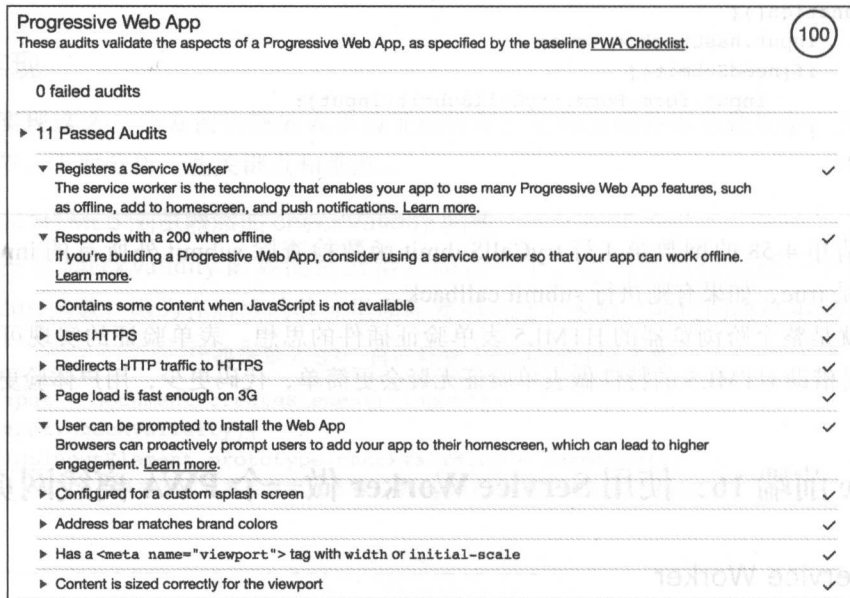 Progressive Web App
These audits validate the aspects of a Progressive Web App, as specified by the baseline PWA Checklist.
100
0 failed audits
11 Passed Audits
Registers a Service Worker
The service worker is the technology that enables your app to use many Progressive Web App features, such
as offline, add to homescreen, and push notifications. Learn more.
Responds with a 200 when offline
If you're building a Progressive Web App, consider using a service worker so that your app can work offline.
Learn more.
Contains some content when JavaScript is not available
Uses HTTPS
Redirects HTTP traffic to HTTPS
Page load is fast enough on 3G
User can be prompted to Install the Web App
Browsers can proactively prompt users to add your app to their homescreen, which can lead to higher
engagement. Learn more.
Configured for a custom splash screen
Address bar matches brand colors
Has a <meta name="viewport"> tag with width or initial-scale
Content is sized correctly for the viewport